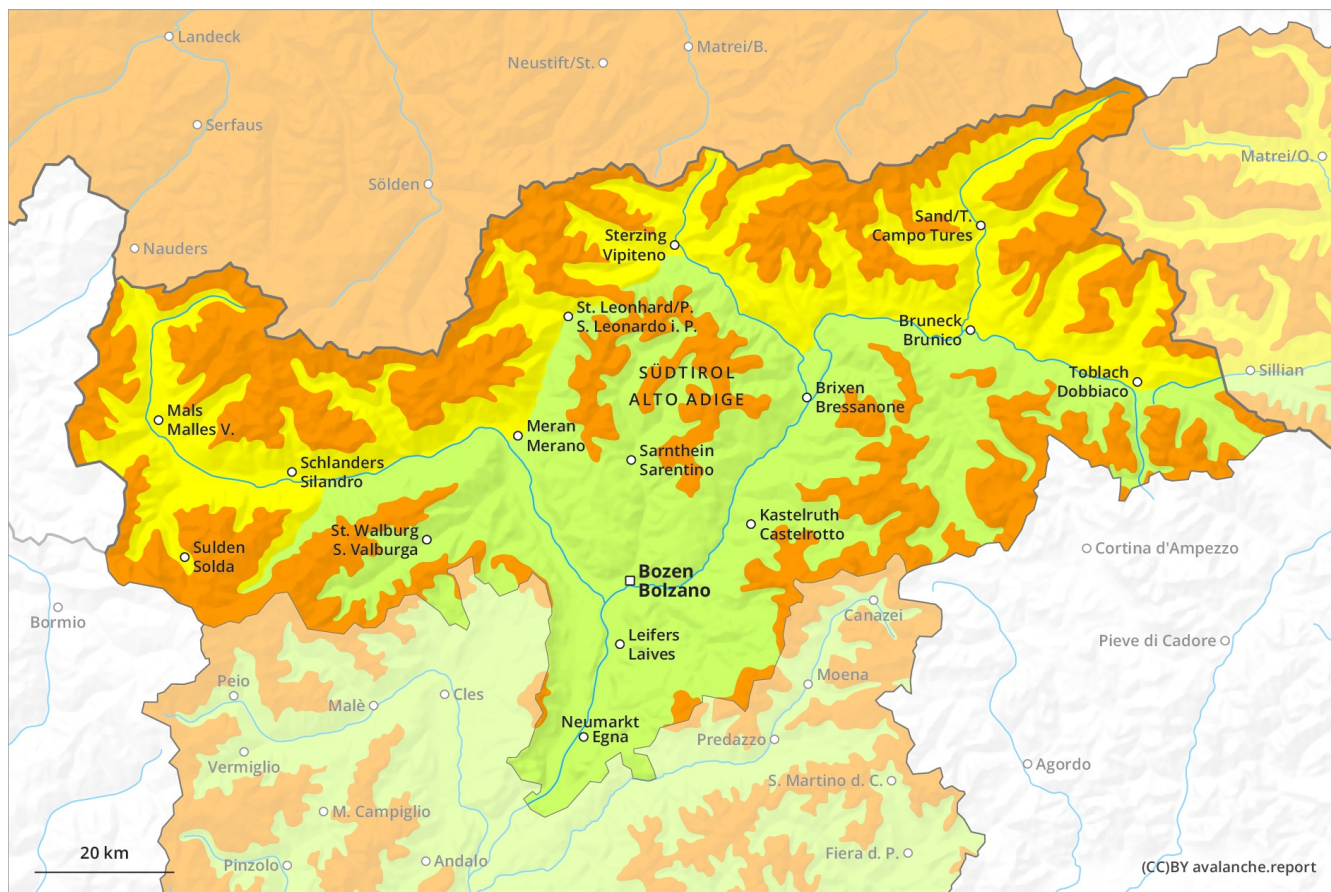 Landeck
Matrei/B.
Neustift/St.
Serfaus
Matrei/O.
Sölden
Sand/T.
Campo Tures
Sterzing
Vipiteno
Nauders
St. Leonhard/P.
S. Leonardo i. P.
Bruneck
Brunico
SÜDTIROL
ALTO ADIGE
Toblach
Dobbiaco
Sillian
Brixen
Bressanone
Mals
Malles V.
Meran
Merano
Sarnthein
Sarentino
Schlanders
Silandro
Kastelruth
Castelrotto
St. Walburg
S. Valburga
Sulden
Solda
Cortina d'Ampezzo
Bozen
Bolzano
Bormio
Canazei
Leifers
Laives
Pieve di Cadore
Peio
Moena
Cles
Malè
Neumarkt
Egna
Predazzo
Vermiglio
Agordo
S. Martino d. C.
M. Campiglio
20 km
Fiera d. P.
Andalo
Pinzolo
(CC)BY avalanche.report